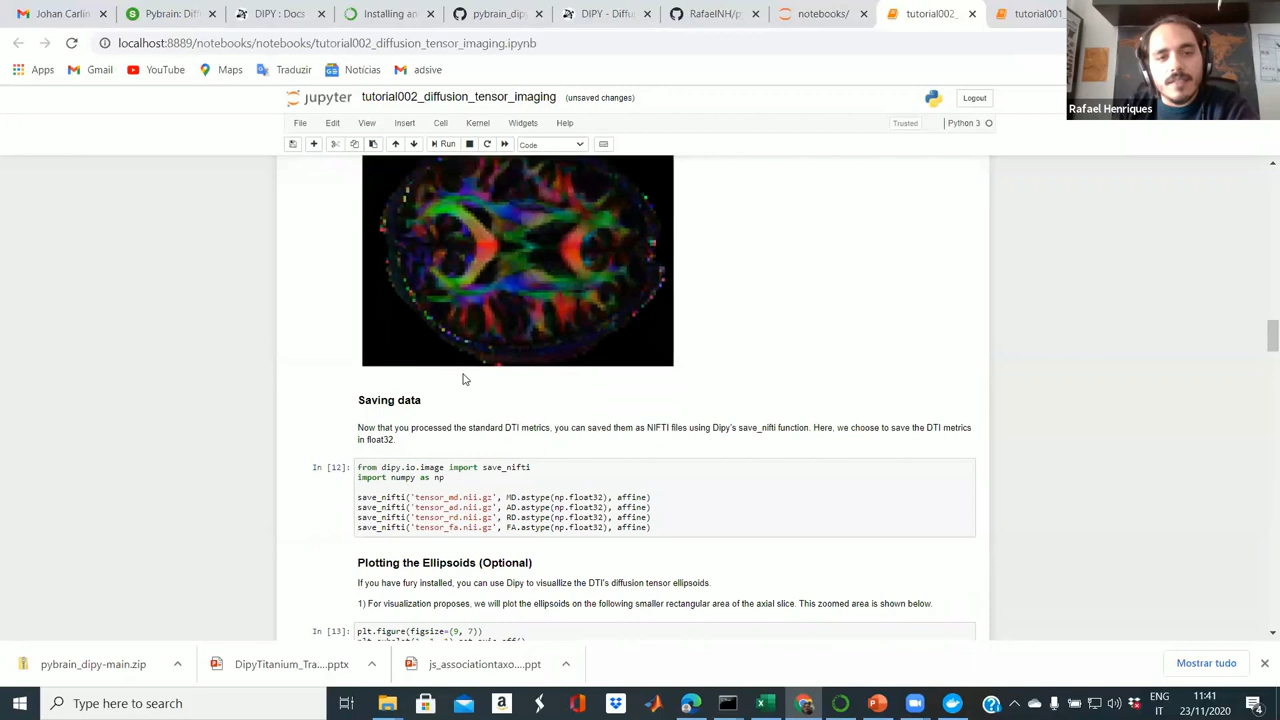 Johan Carlin
Pybrain: Diff
DIPY : Docu
Installing an
pybrain_dip
DIPY - Diffus
RafaelNH/p
notebooks/
tutorial002_
tutorial001_
localhost:8889/notebooks/notebooks/tutorial002_diffusion_tensor_imaging.ipynb
Apps Gmail YouTube Maps Traduzir Notícias adsive
Rafael Henriques
jupyter tutorial002_diffusion_tensor_imaging (unsaved changes) Logout
File Edit View Insert Cell Kernel Widgets Help Trusted Python 3
Run Code
Saving data
Now that you processed the standard DTI metrics, you can saved them as NIFTI files using Dipy's save_nifti function. Here, we choose to save the DTI metrics
in float32.
In [12]: from dipy.io.image import save_nifti
import numpy as np
save_nifti('tensor_md.nii.gz', MD.astype(np.float32), affine)
save_nifti('tensor_ad.nii.gz', AD.astype(np.float32), affine)
save_nifti('tensor_rd.nii.gz', RD.astype(np.float32), affine)
save_nifti('tensor_fa.nii.gz', FA.astype(np.float32), affine)
Plotting the Ellipsoids (Optional)
If you have fury installed, you can use Dipy to visuallize the DTI's diffusion tensor ellipsoids.
1) For visualization proposes, we will plot the ellipsoids on the following smaller rectangular area of the axial slice. This zoomed area is shown below.
In [13]: plt.figure(figsize=(9, 7))
pybrain_dipy-main.zip
DipyTitanium_Tra....pptx
js_associationtaxo....ppt
Mostrar tudo
Type here to search
ENG
IT
11:41
23/11/2020
4